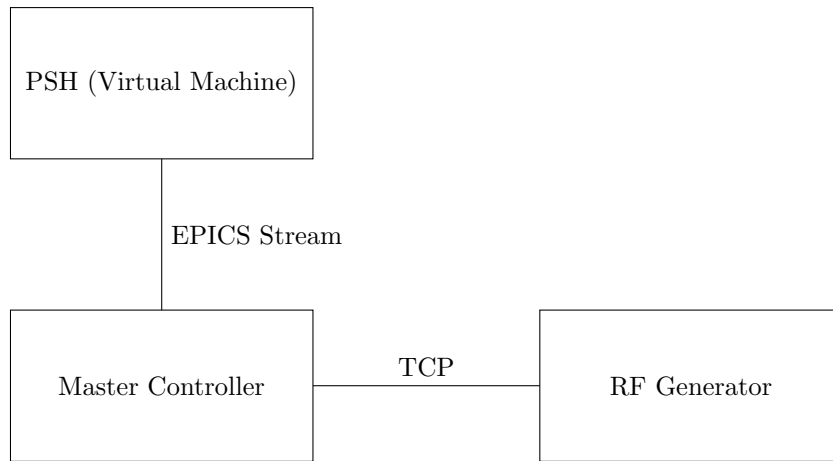 PSH (Virtual Machine)
EPICS Stream
Master Controller
TCP
RF Generator